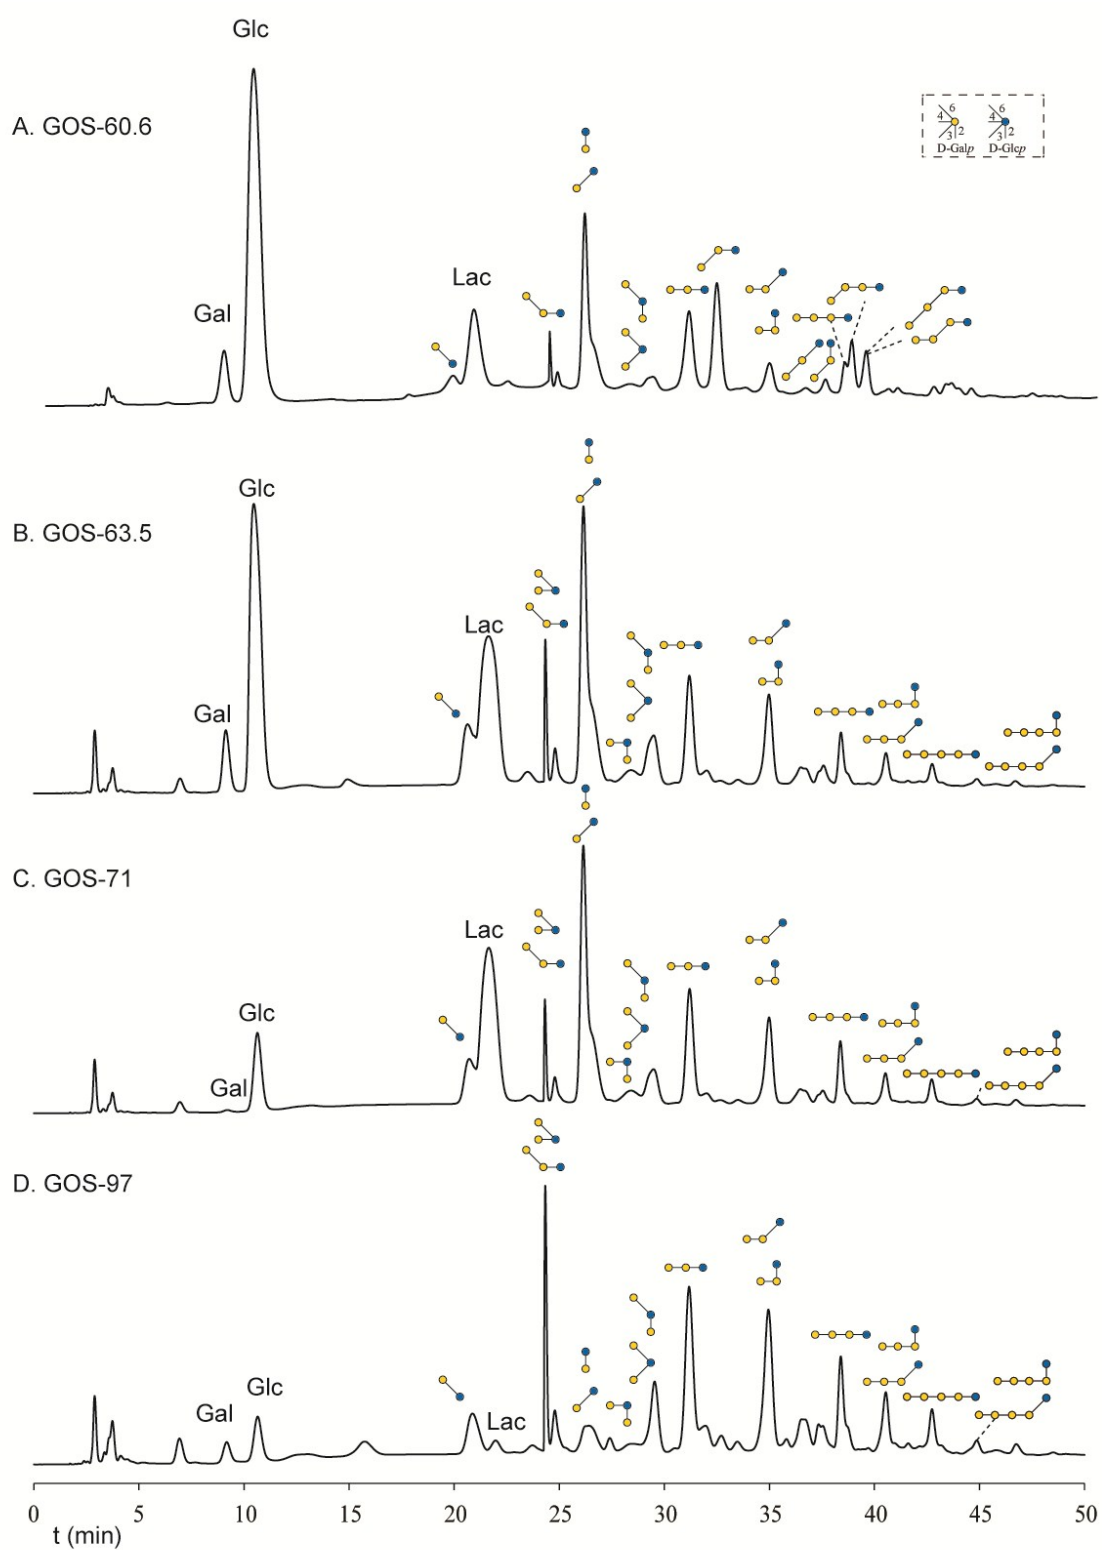 Glc
A. GOS-60.6
6
4
3
2
D-Galp
6
4
3
2
D-Glcp
Lac
Gal
Glc
B. GOS-63.5
Lac
Gal
C. GOS-71
Lac
Glc
Gal
D. GOS-97
Glc
Gal
Lac
0 5 10 15 20 25 30 35 40 45 50
t (min)